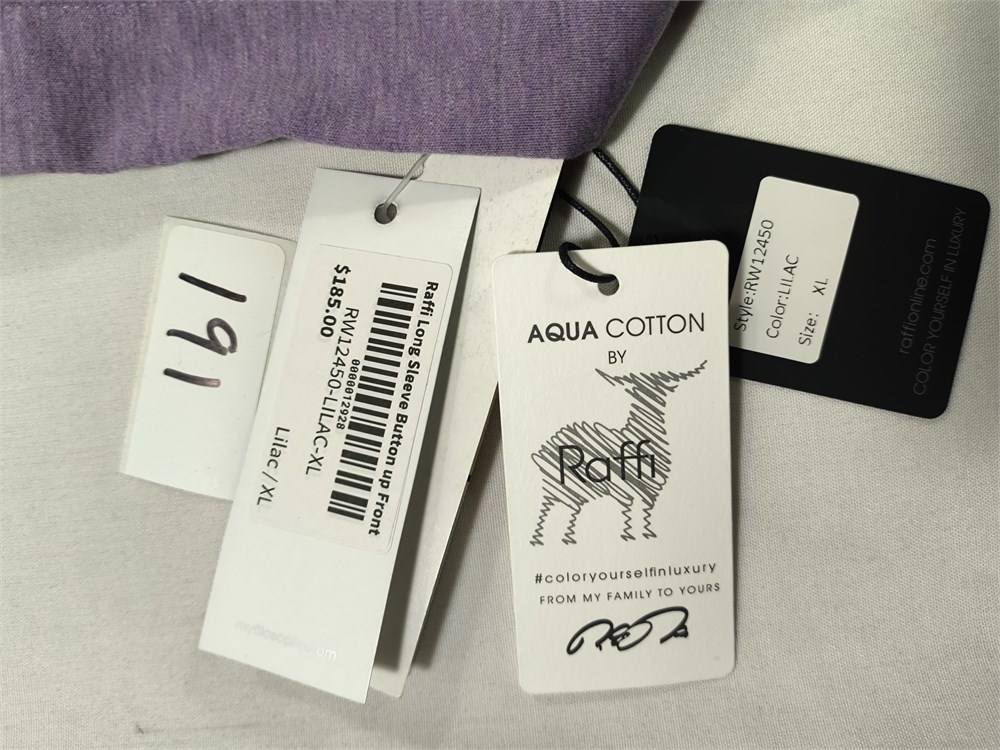 191
Raffi Long Sleeve Button up Front
0000012928
RW12450-LILAC-XL
$185.00
Lilac / XL
AQUA COTTON
BY
Raffi
#coloryourselfinluxury
FROM MY FAMILY TO YOURS
Style:RW12450
Color:LILAC
Size: XL
raffionline.com
COLOR YOURSELF IN LUXURY